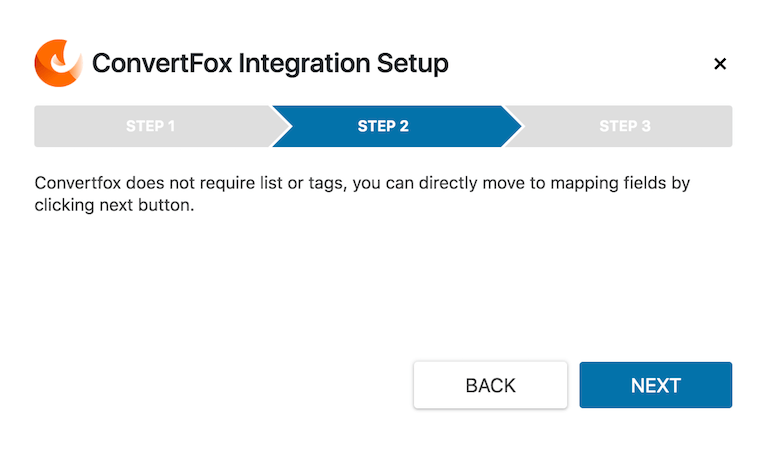 ConvertFox Integration Setup
STEP 1
STEP 2
STEP 3
Convertfox does not require list or tags, you can directly move to mapping fields by
clicking next button.
BACK
NEXT